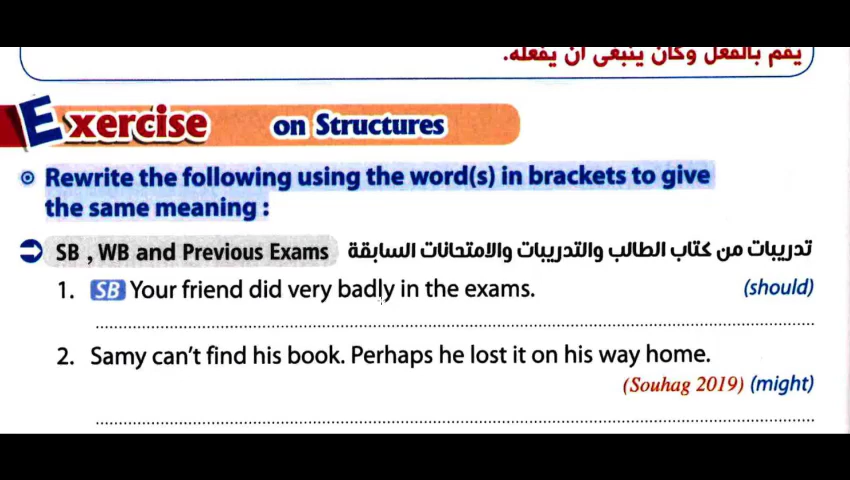 يقم بالفعل وكان ينبغى أن يفعله.
Exercise on Structures
Rewrite the following using the word(s) in brackets to give
the same meaning :
SB , WB and Previous Exams تدريبات من كتاب الطالب والتدريبات والامتحانات السابقة
1. SB Your friend did very badly in the exams. (should)
2. Samy can't find his book. Perhaps he lost it on his way home.
(Souhag 2019) (might)